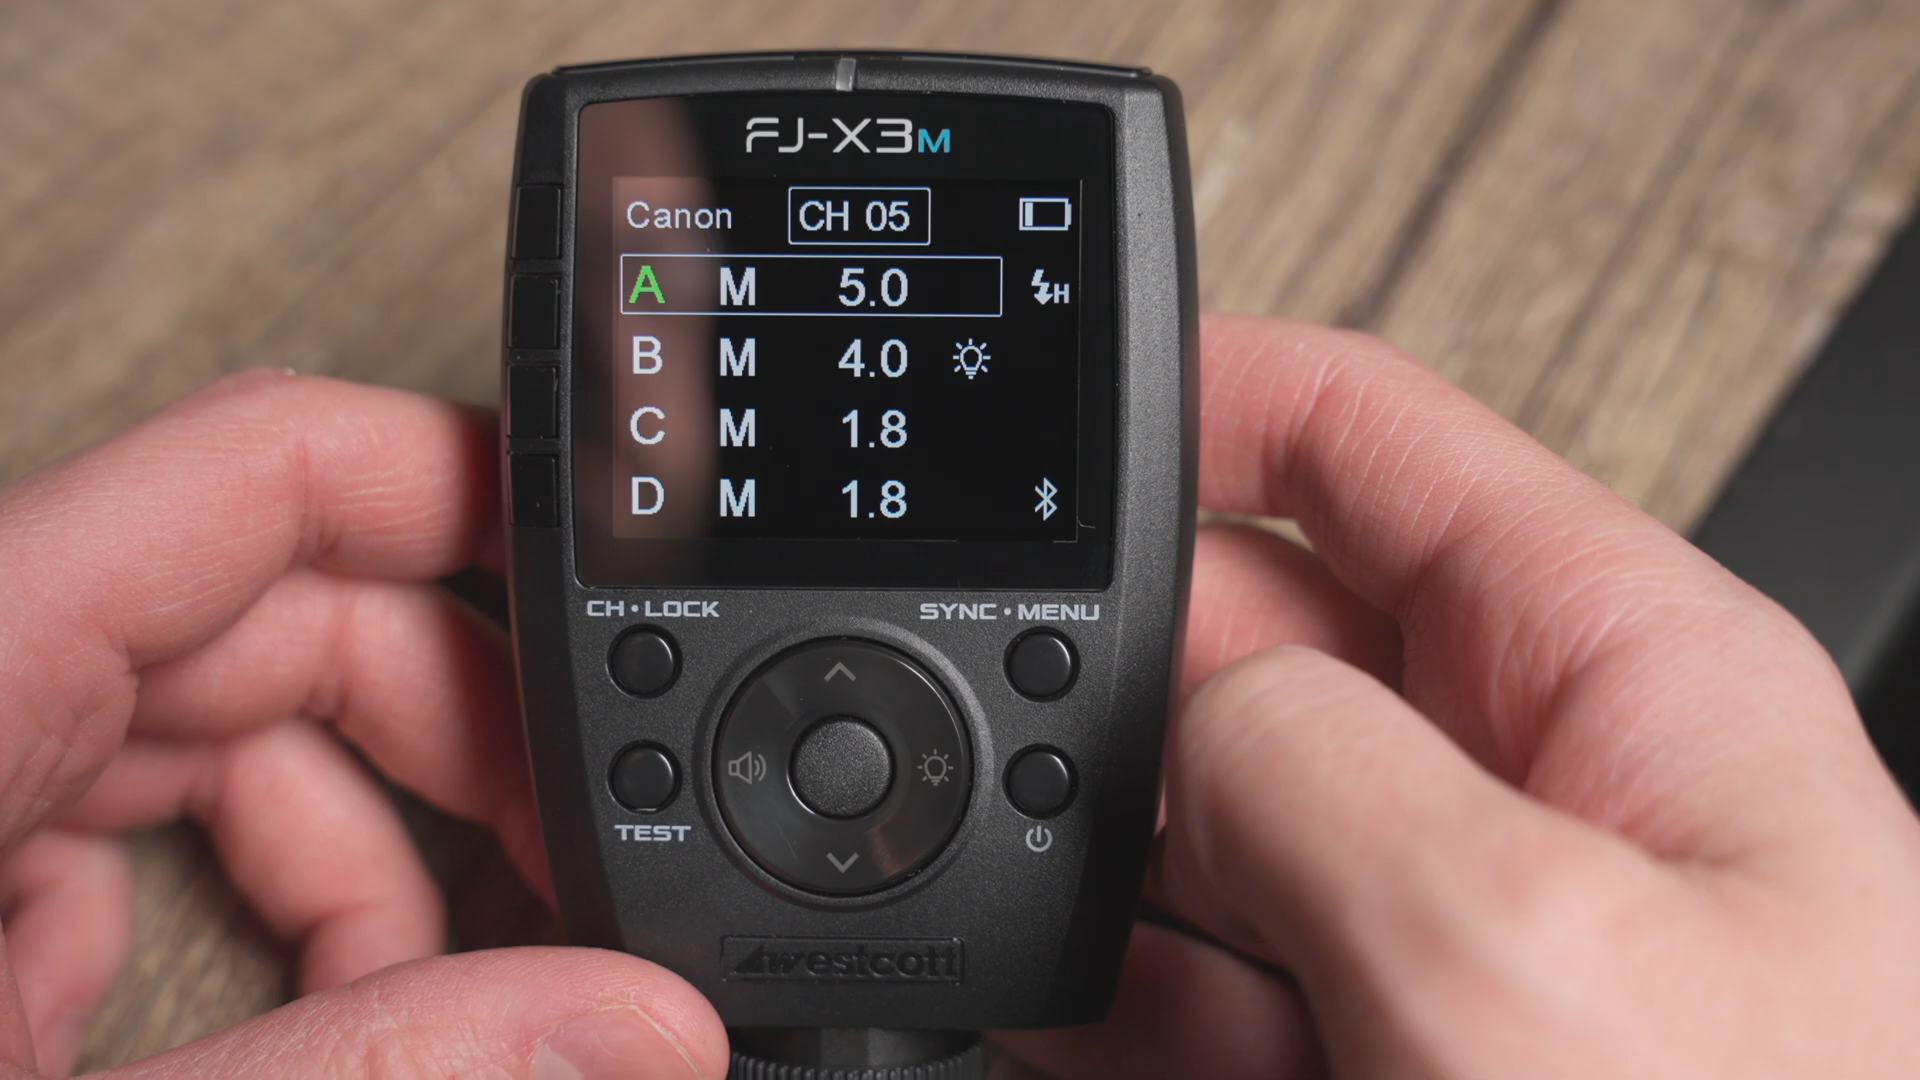 FJ-X3M
Canon CH 05
A M 5.0 H
B M 4.0
C M 1.8
D M 1.8
CH • LOCK SYNC • MENU
TEST
westcott